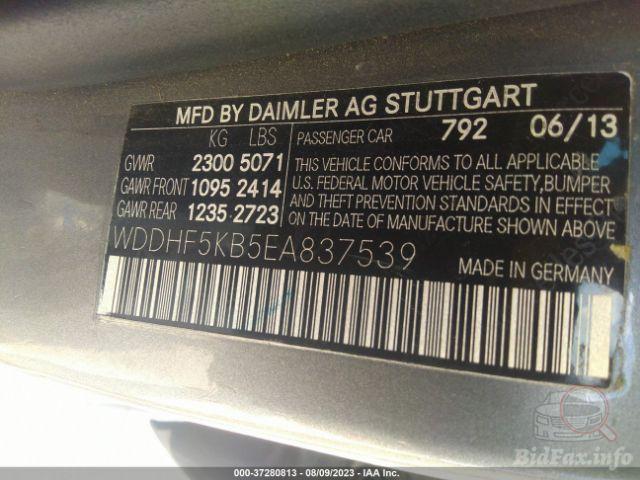 MFD BY DAIMLER AG STUTTGART
KG LBS PASSENGER CAR 792 06/13
GVWR 2300 5071
GAWR FRONT 1095 2414
GAWR REAR 1235 2723
THIS VEHICLE CONFORMS TO ALL APPLICABLE
U.S. FEDERAL MOTOR VEHICLE SAFETY, BUMPER
AND THEFT PREVENTION STANDARDS IN EFFECT
ON THE DATE OF MANUFACTURE SHOWN ABOVE
WDDHF5KB5EA837539 MADE IN GERMANY
BidFax.info
000-37280813 - 08/09/2023 - IAA Inc.